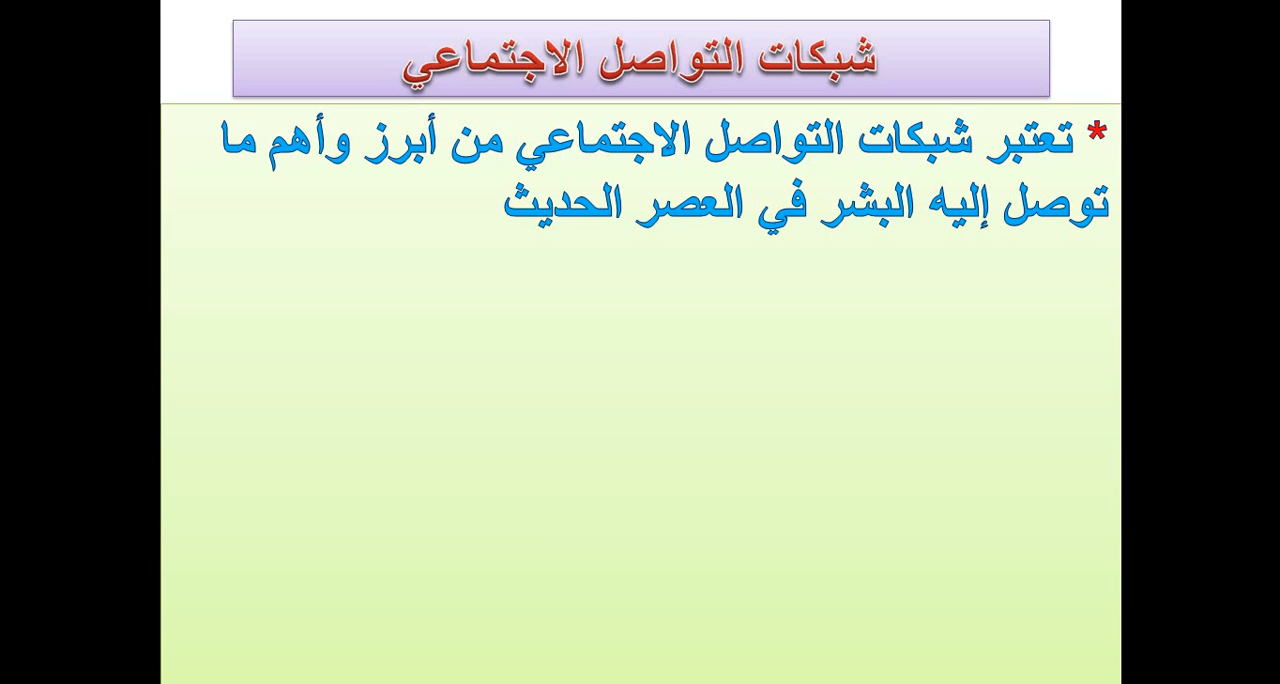 شبكات التواصل الاجتماعي
* تعتبر شبكات التواصل الاجتماعي من أبرز وأهم ما
توصل إليه البشر في العصر الحديث